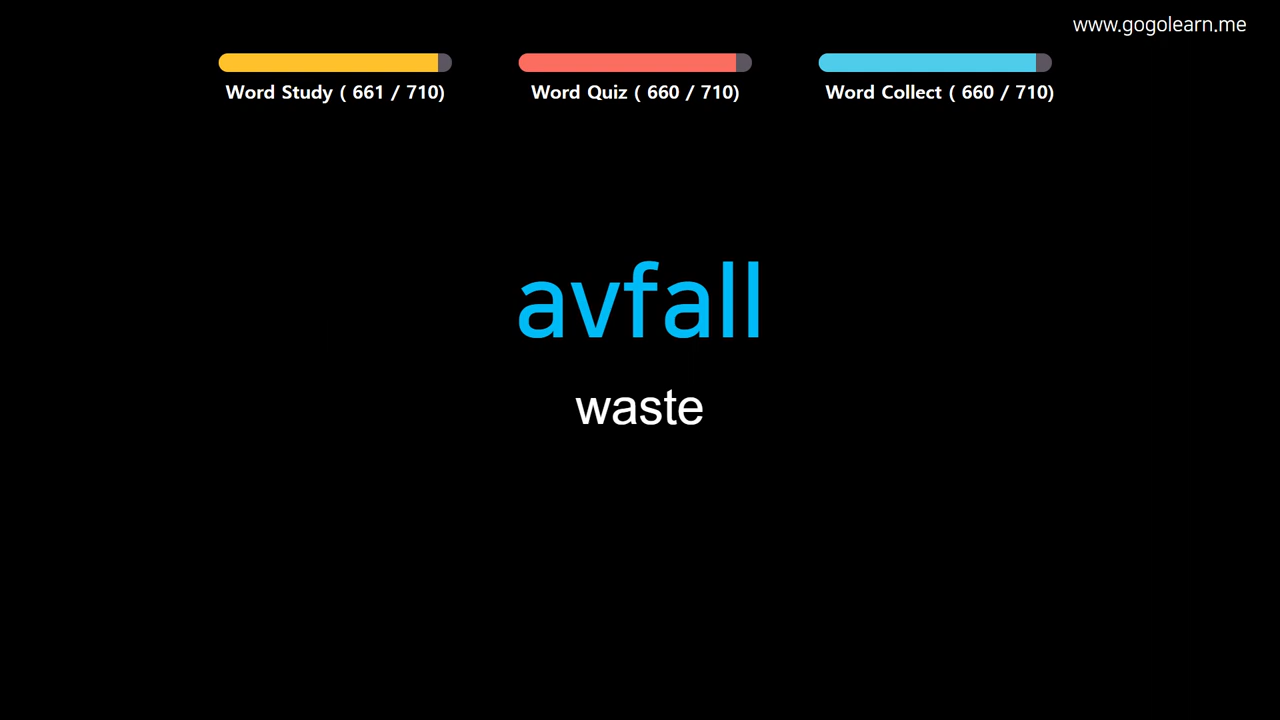 www.gogolearn.me
Word Study ( 661 / 710)
Word Quiz ( 660 / 710)
Word Collect ( 660 / 710)
avfall
waste